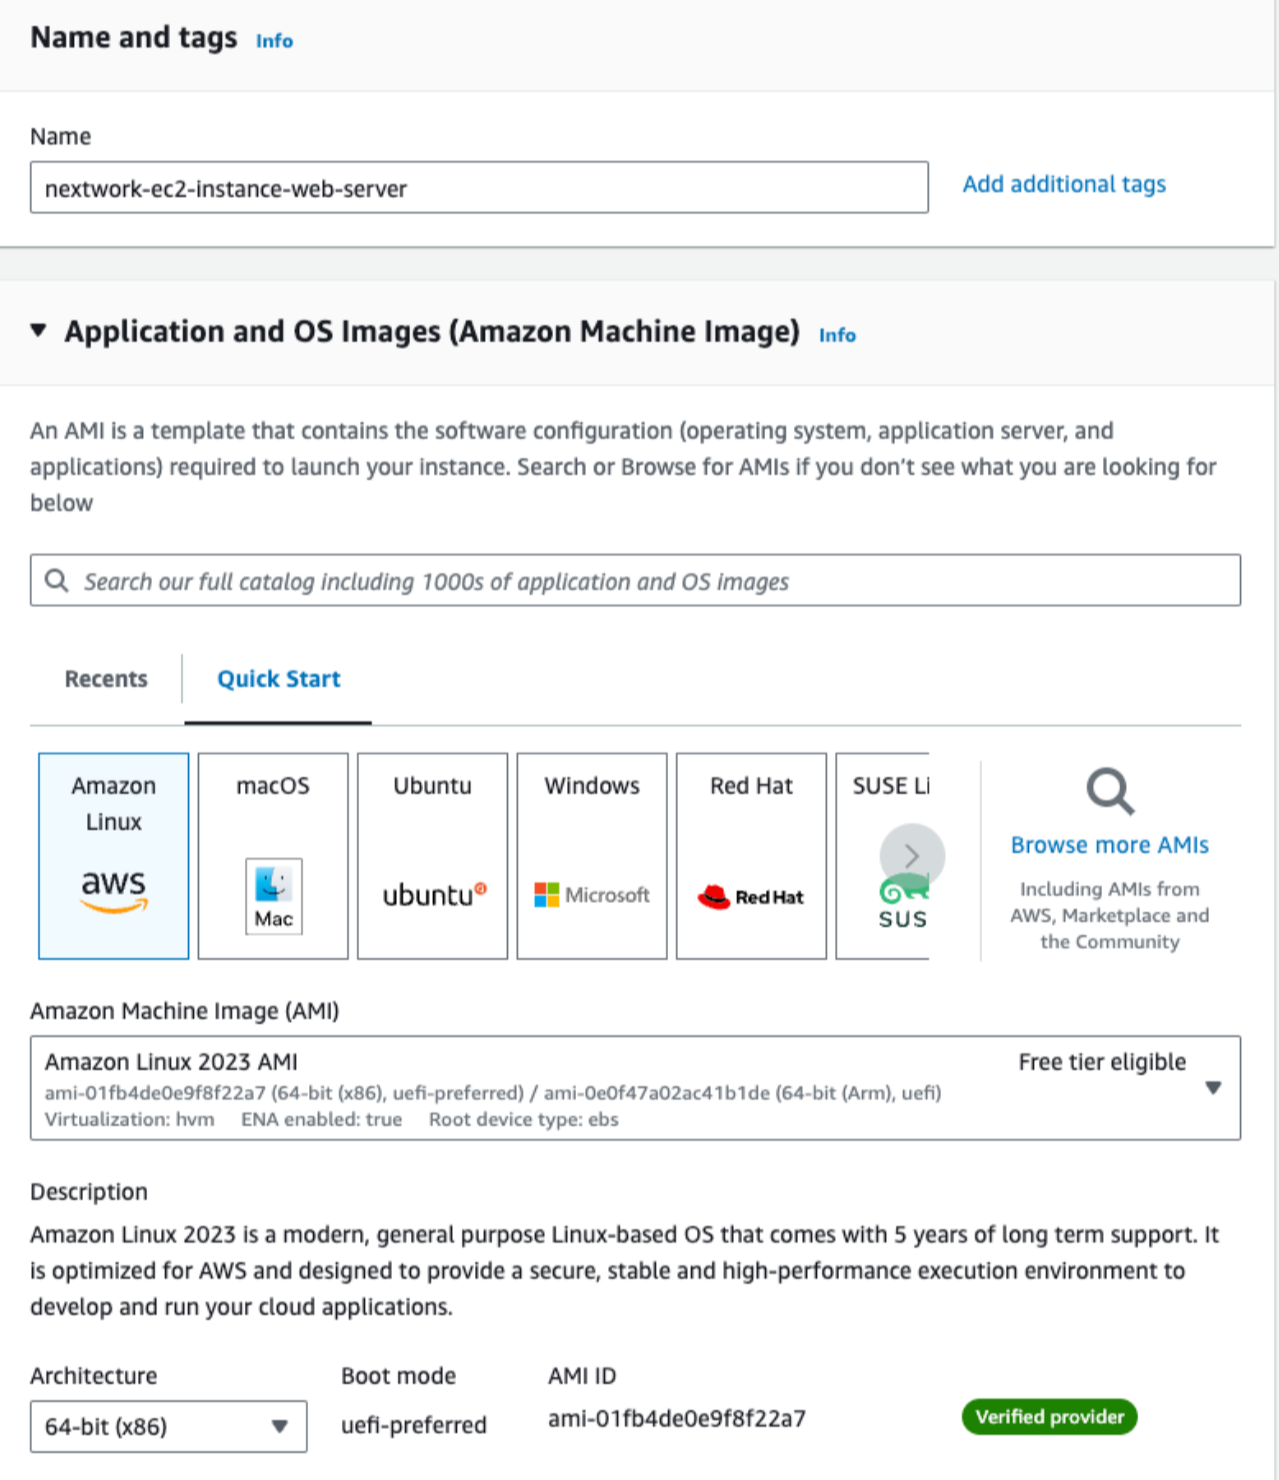 Name and tags Info
Name
nextwork-ec2-instance-web-server
Add additional tags
Application and OS Images (Amazon Machine Image) Info
An AMI is a template that contains the software configuration (operating system, application server, and
applications) required to launch your instance. Search or Browse for AMIs if you don't see what you are looking for
below
Search our full catalog including 1000s of application and OS images
Recents
Quick Start
Amazon
Linux
aws
macOS
Mac
Ubuntu
ubuntu
Windows
Microsoft
Red Hat
Red Hat
SUSE Li
SUS
Browse more AMIs
Including AMIs from
AWS, Marketplace and
the Community
Amazon Machine Image (AMI)
Amazon Linux 2023 AMI
Free tier eligible
ami-01fb4de0e9f8f22a7 (64-bit (x86), uefi-preferred) / ami-0e0f47a02ac41b1de (64-bit (Arm), uefi)
Virtualization: hvm ENA enabled: true Root device type: ebs
Description
Amazon Linux 2023 is a modern, general purpose Linux-based OS that comes with 5 years of long term support. It
is optimized for AWS and designed to provide a secure, stable and high-performance execution environment to
develop and run your cloud applications.
Architecture
64-bit (x86)
Boot mode
uefi-preferred
AMI ID
ami-01fb4de0e9f8f22a7
Verified provider